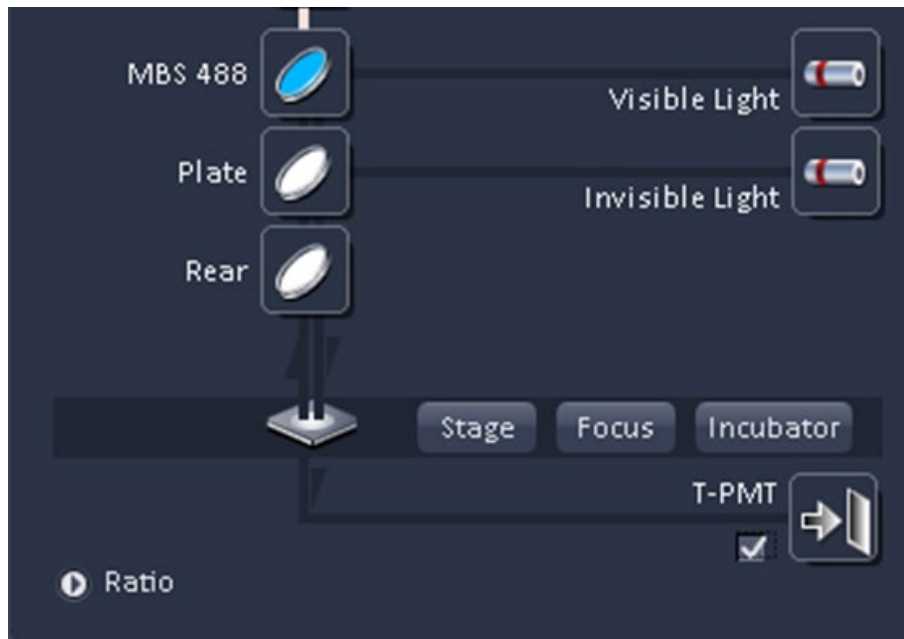 MBS 488
Visible Light
Plate
Invisible Light
Rear
Stage Focus Incubator
T-PMT
Ratio